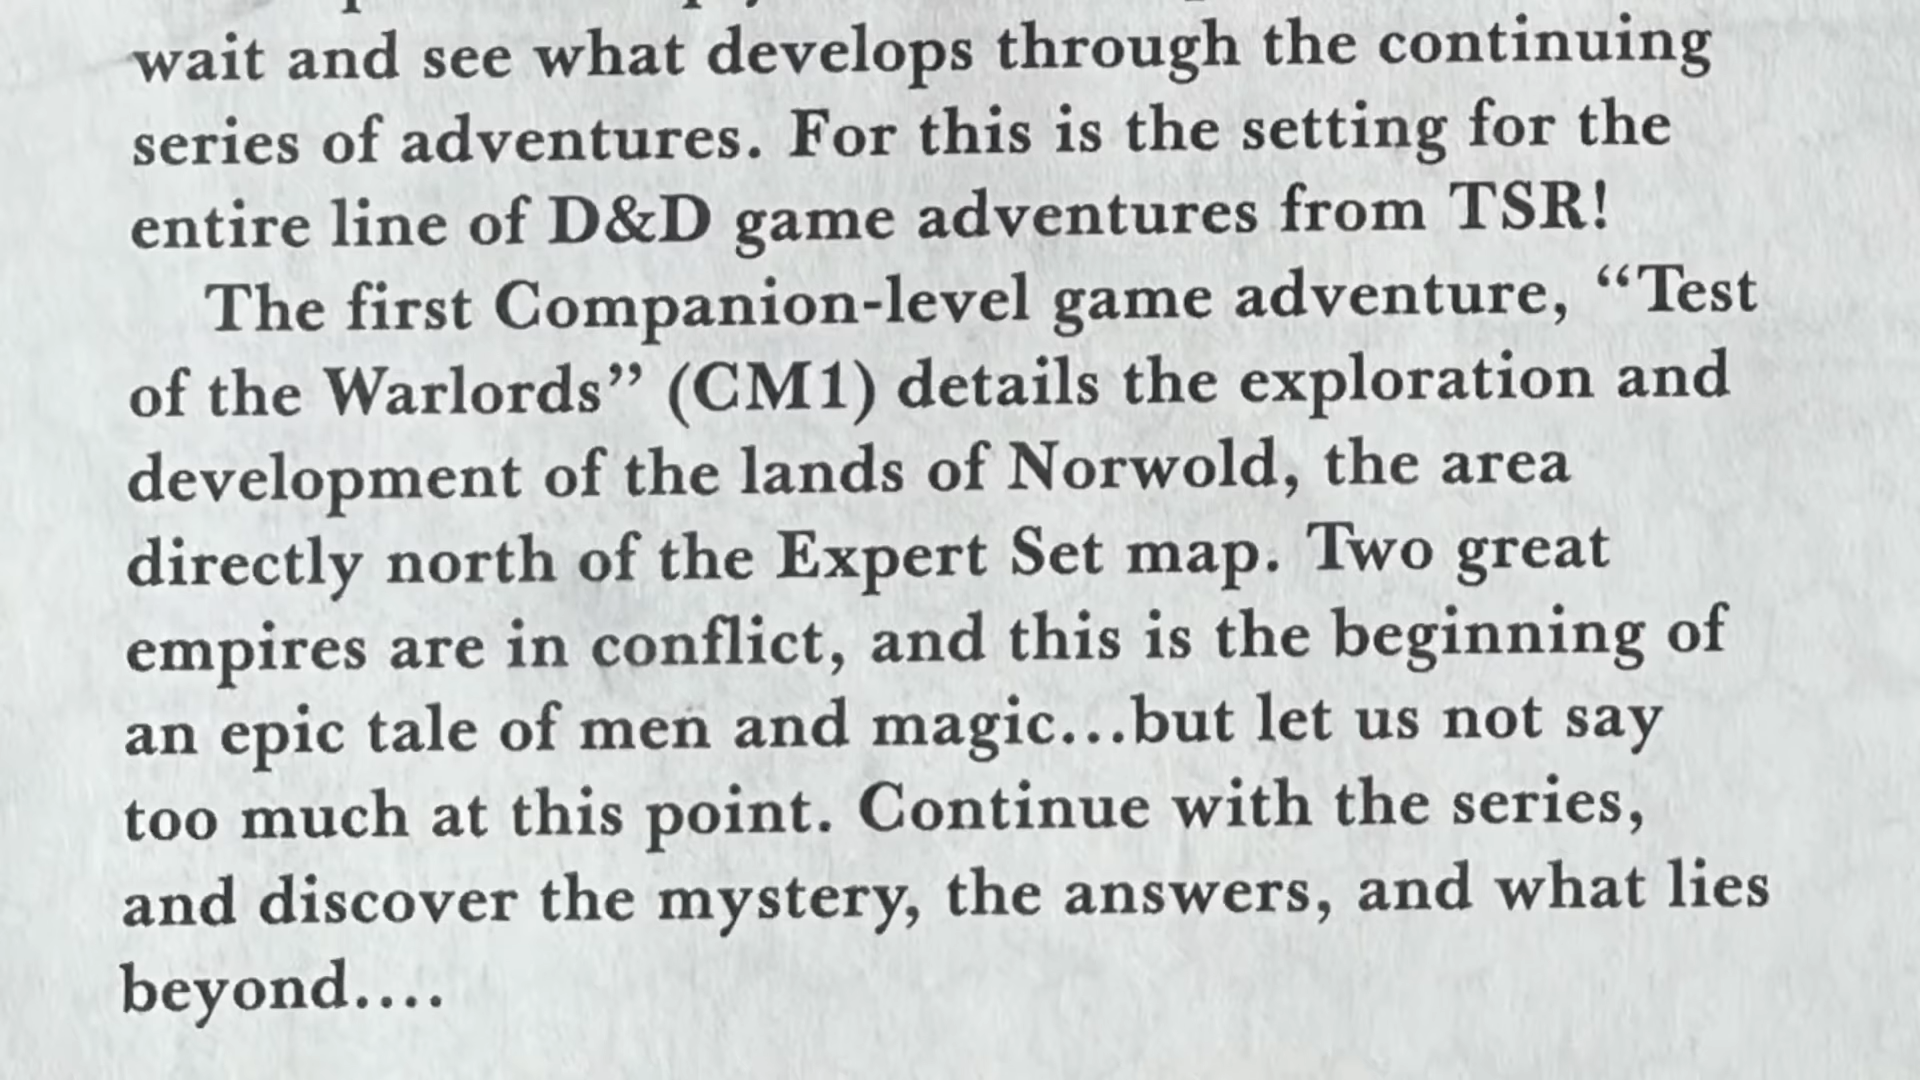 wait and see what develops through the continuing
series of adventures. For this is the setting for the
entire line of D&D game adventures from TSR!
The first Companion-level game adventure, “Test
of the Warlords” (CM1) details the exploration and
development of the lands of Norwold, the area
directly north of the Expert Set map. Two great
empires are in conflict, and this is the beginning of
an epic tale of men and magic...but let us not say
too much at this point. Continue with the series,
and discover the mystery, the answers, and what lies
beyond....